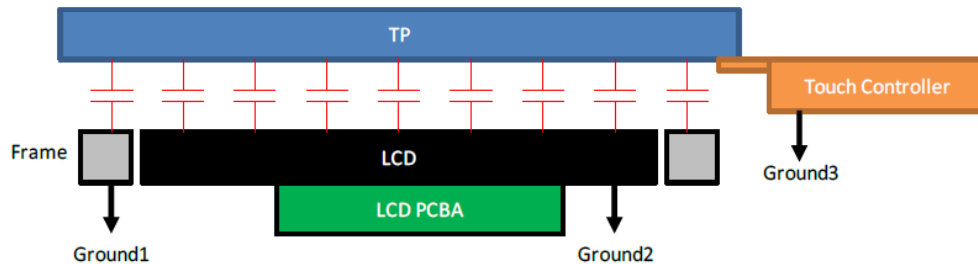 TP
Touch Controller
Frame
LCD
Ground3
LCD PCBA
Ground1
Ground2